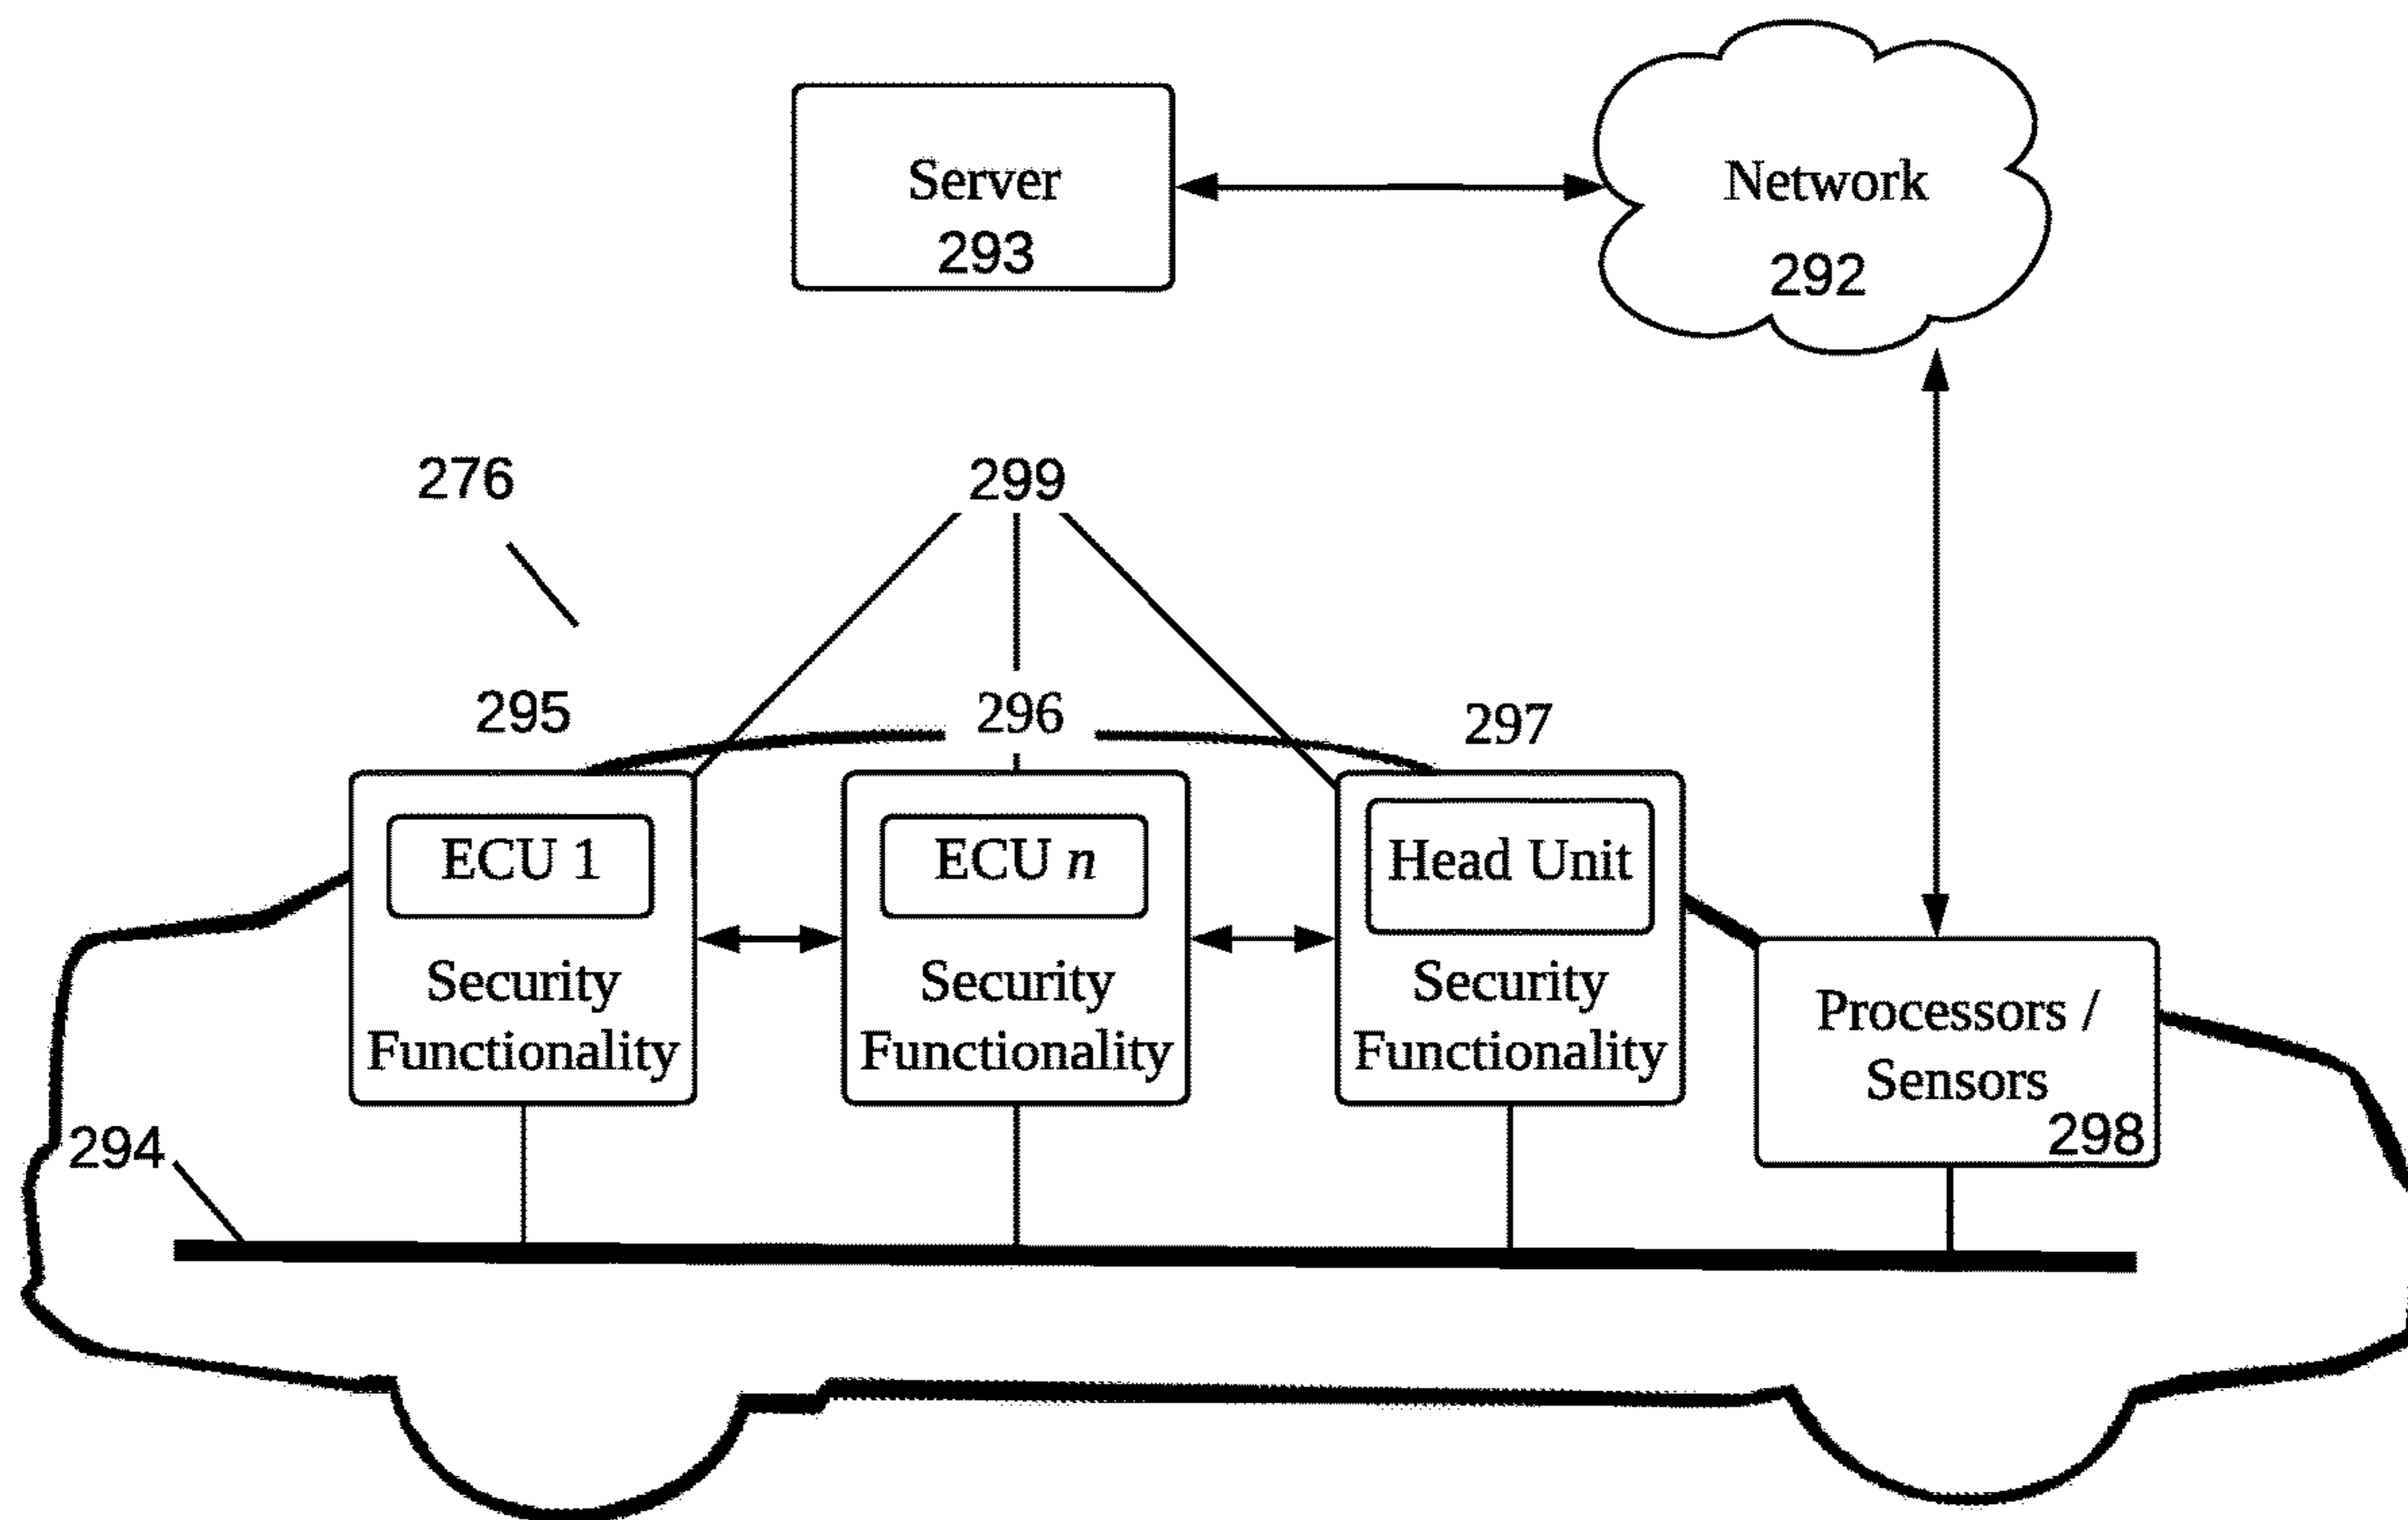 Server
293
Network
292
276
299
295
296
297
ECU 1
Security
Functionality
ECU n
Security
Functionality
Head Unit
Security
Functionality
Processors /
Sensors
298
294